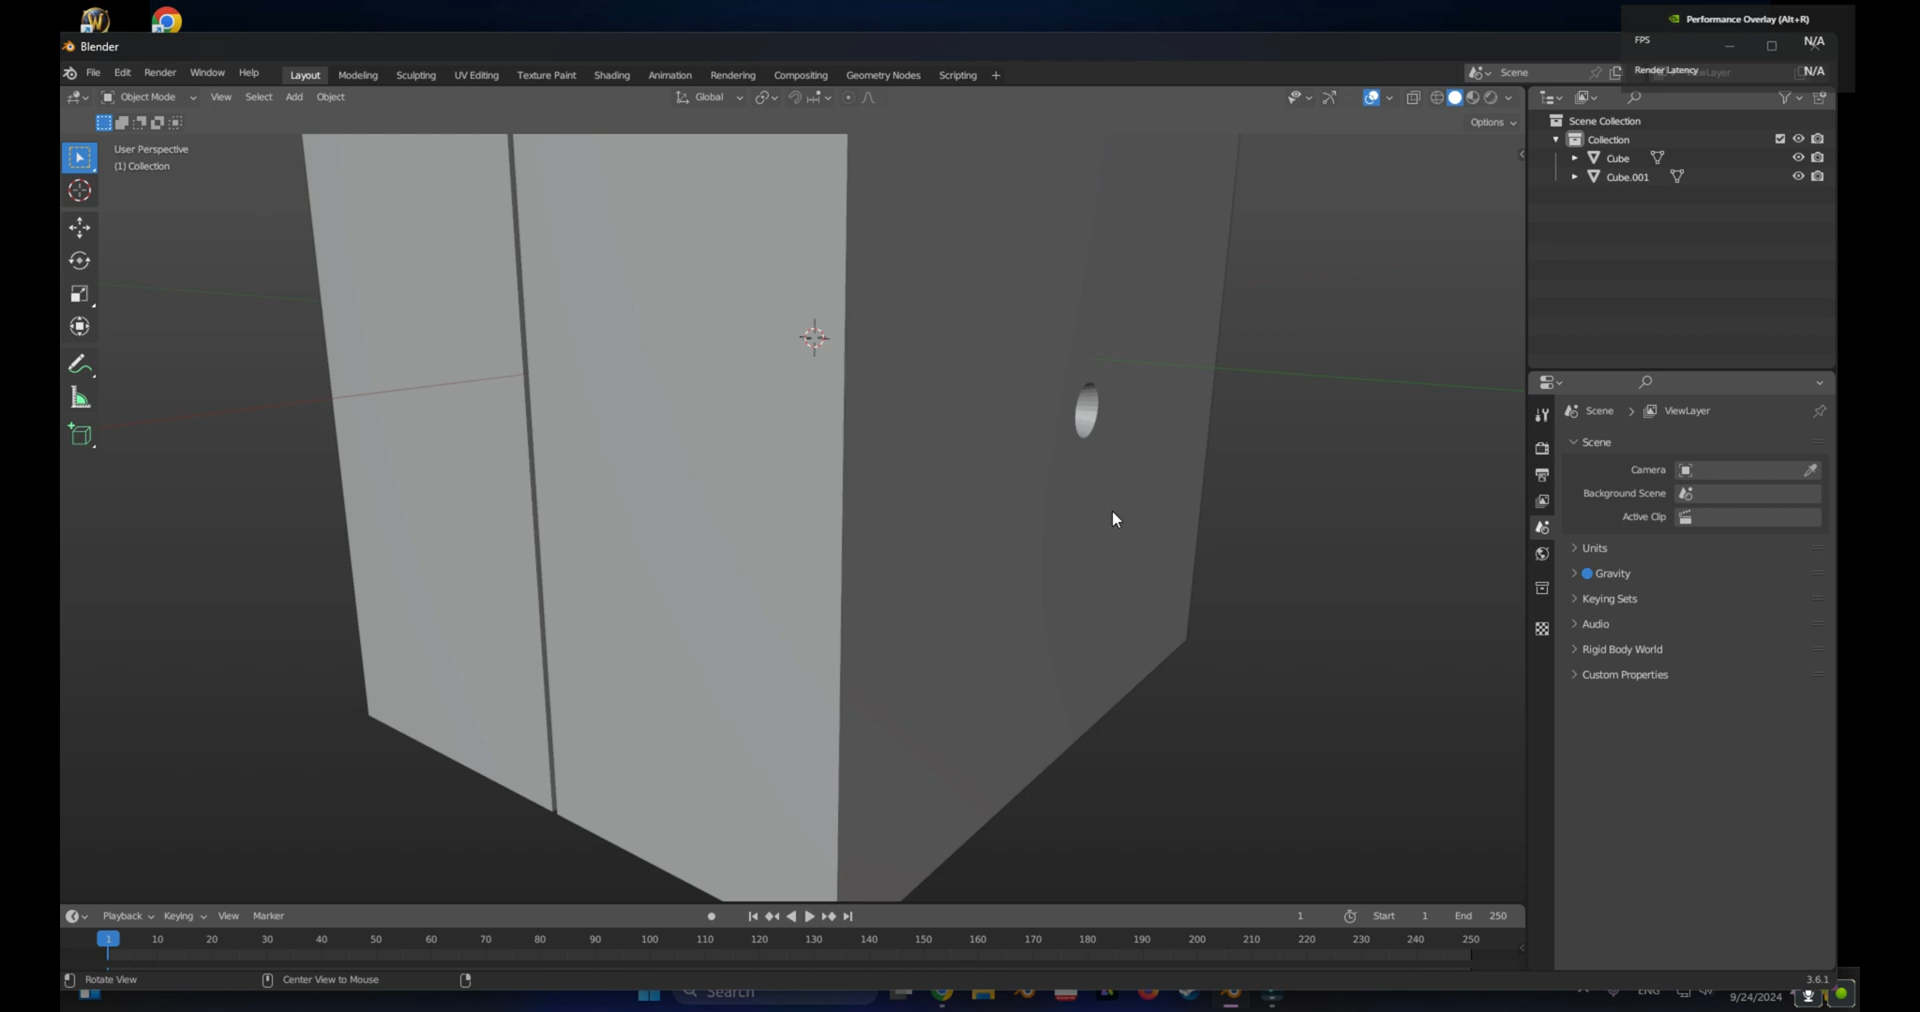 Performance Overlay (Alt+R)
Blender
FPS
N/A
File Edit Render Window Help
Layout Modeling Sculpting UV Editing Texture Paint Shading Animation Rendering Compositing Geometry Nodes Scripting +
Scene
Render Latency
N/A
Object Mode View Select Add Object
Global
Options
User Perspective
(1) Collection
Scene Collection
Collection
Cube
Cube.001
Scene ViewLayer
Scene
Camera
Background Scene
Active Clip
Units
Gravity
Keying Sets
Audio
Rigid Body World
Custom Properties
Playback Keying View Marker
1 Start 1 End 250
1 10 20 30 40 50 60 70 80 90 100 110 120 130 140 150 160 170 180 190 200 210 220 230 240 250
Rotate View Center View to Mouse
3.6.1
Search
ENG
9/24/2024